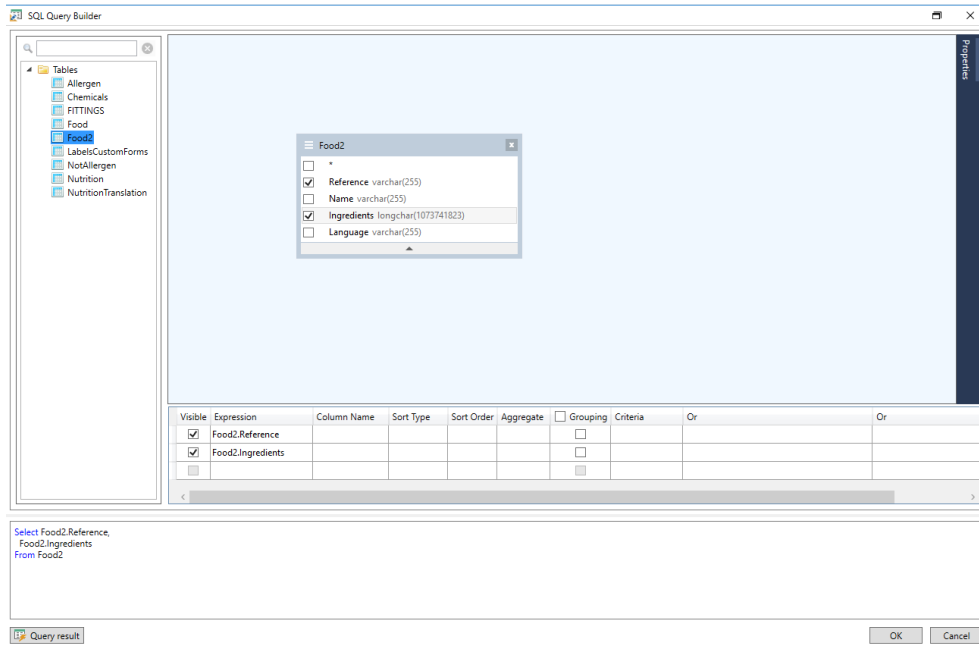 SQL Query Builder
Properties
Tables
Allergen
Chemicals
FITTINGS
Food
Food2
LabelsCustomForms
NotAllergen
Nutrition
NutritionTranslation
Food2
*
Reference varchar(255)
Name varchar(255)
Ingredients longchar(1073741823)
Language varchar(255)
Visible Expression Column Name Sort Type Sort Order Aggregate Grouping Criteria Or Or
Food2.Reference
Food2.Ingredients
Select Food2.Reference,
Food2.Ingredients
From Food2
Query result OK Cancel